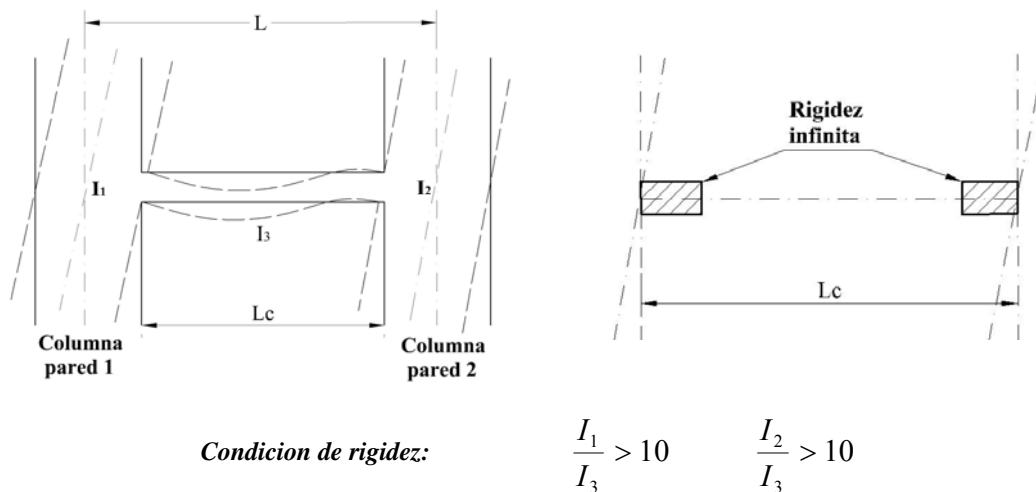 L
I₁
I₂
I₃
Lc
Columna
pared 1
Columna
pared 2
Rigidez
infinita
Lc
Condicion de rigidez:
I₁/I₃ > 10
I₂/I₃ > 10